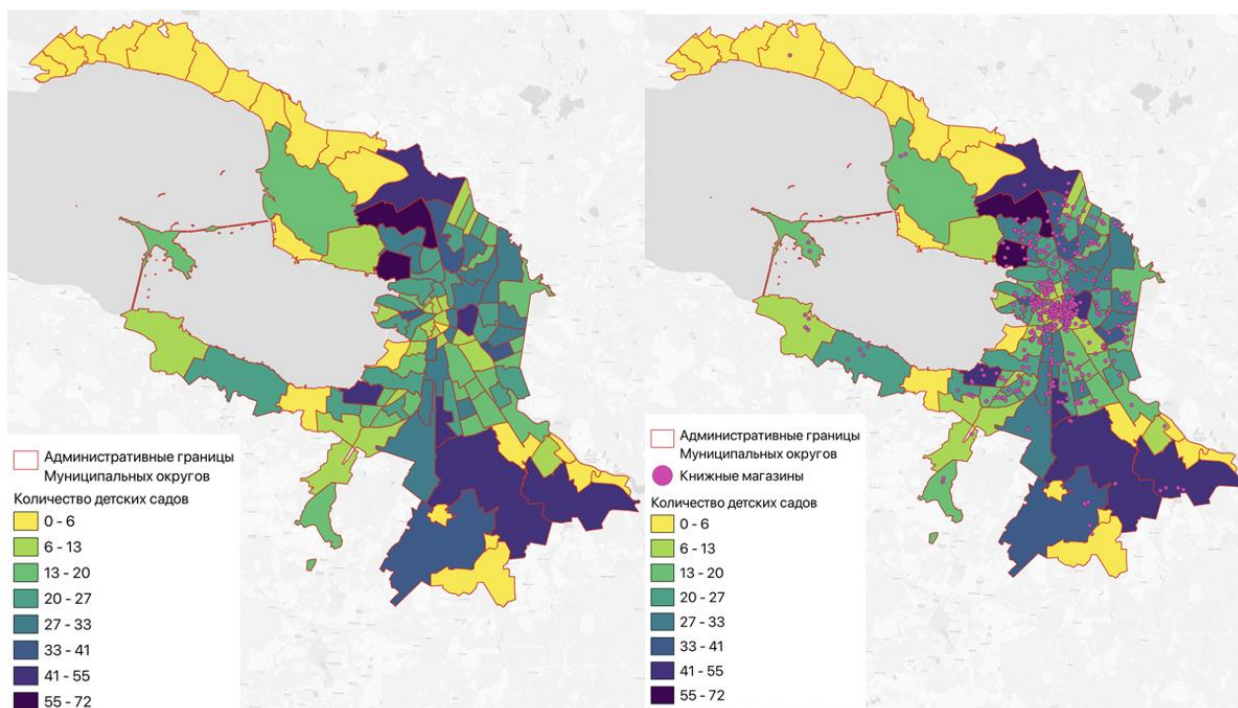 Административные границы
Муниципальных округов
Количество детских садов
0 - 6
6 - 13
13 - 20
20 - 27
27 - 33
33 - 41
41 - 55
55 - 72
Административные границы
Муниципальных округов
Книжные магазины
Количество детских садов
0 - 6
6 - 13
13 - 20
20 - 27
27 - 33
33 - 41
41 - 55
55 - 72